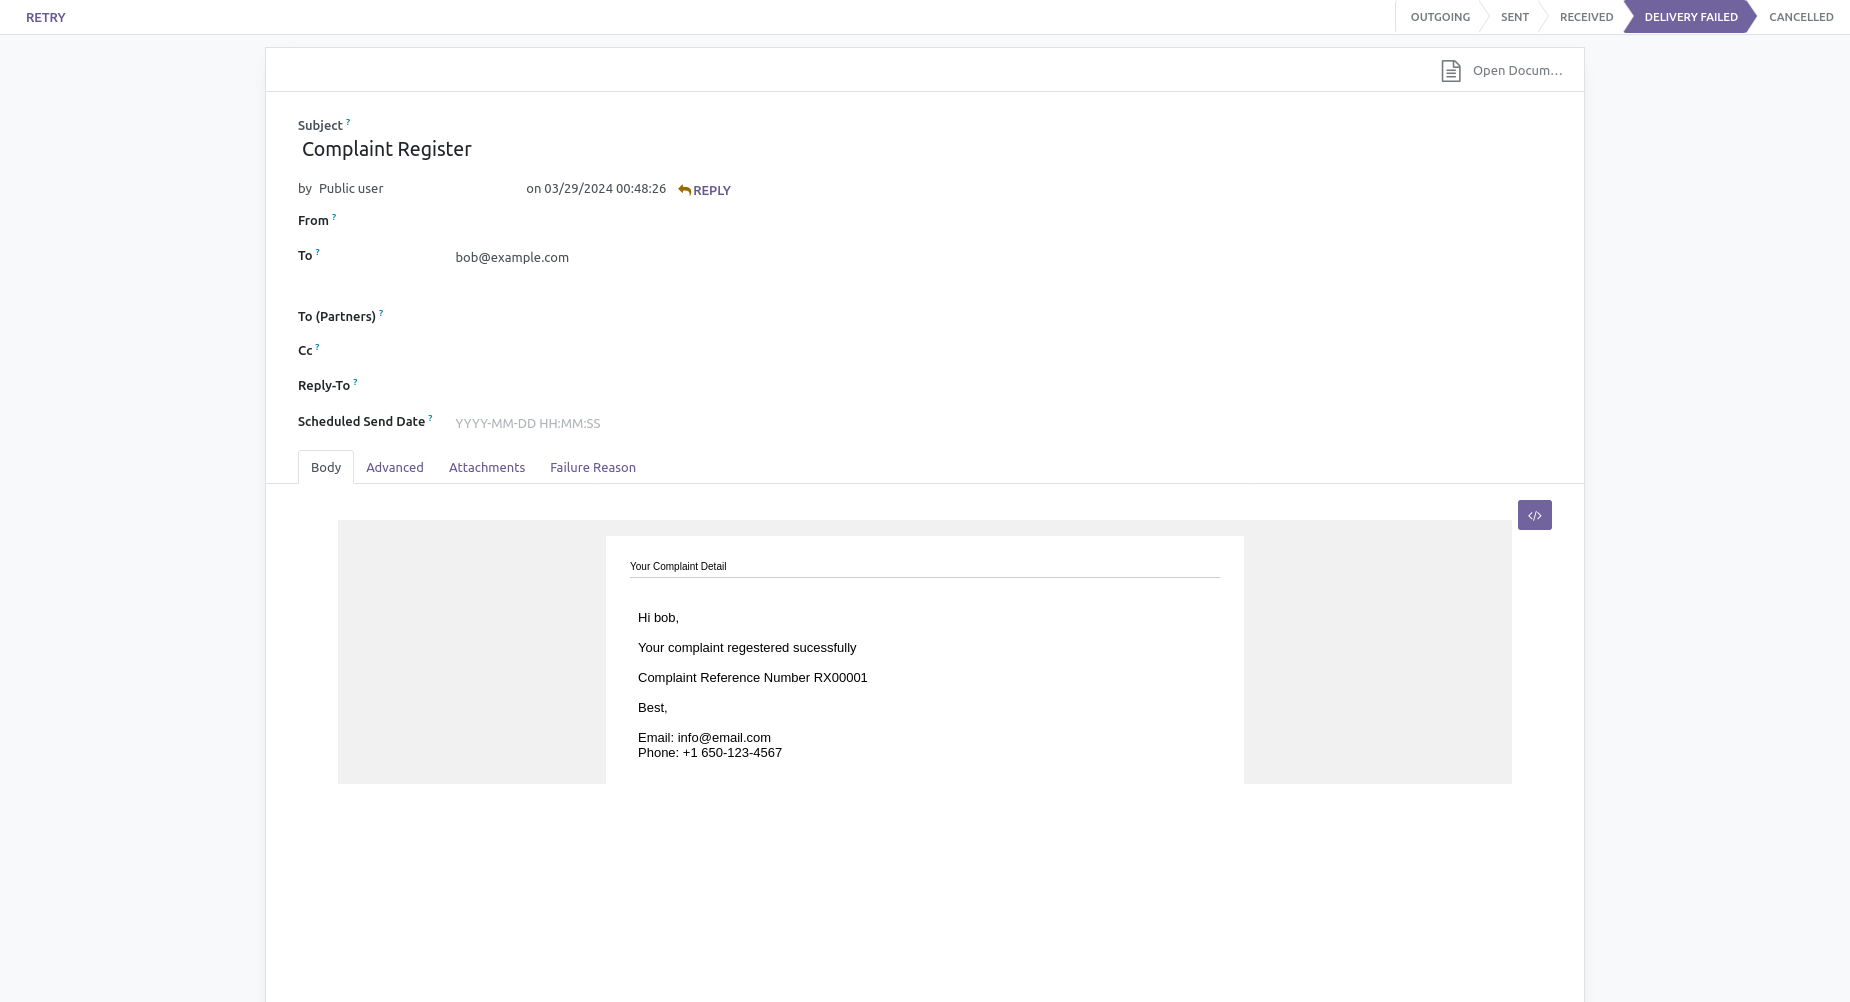 RETRY
OUTGOING SENT RECEIVED DELIVERY FAILED CANCELLED
Open Docum...
Subject ?
Complaint Register
by Public user on 03/29/2024 00:48:26 REPLY
From ?
To ? bob@example.com
To (Partners) ?
Cc ?
Reply-To ?
Scheduled Send Date ? YYYY-MM-DD HH:MM:SS
Body Advanced Attachments Failure Reason
</>
Your Complaint Detail
Hi bob,
Your complaint regestered sucessfully
Complaint Reference Number RX00001
Best,
Email: info@email.com
Phone: +1 650-123-4567